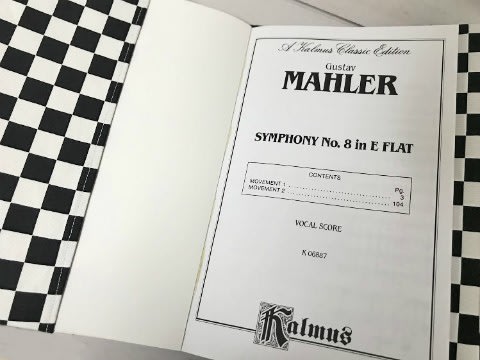 A Kalmus Classic Edition
Gustav
MAHLER
SYMPHONY No. 8 in E FLAT
CONTENTS
Pg.
MOVEMENT 1 ........................................ 3
MOVEMENT 2 ........................................ 104
VOCAL SCORE
K 06887
Kalmus